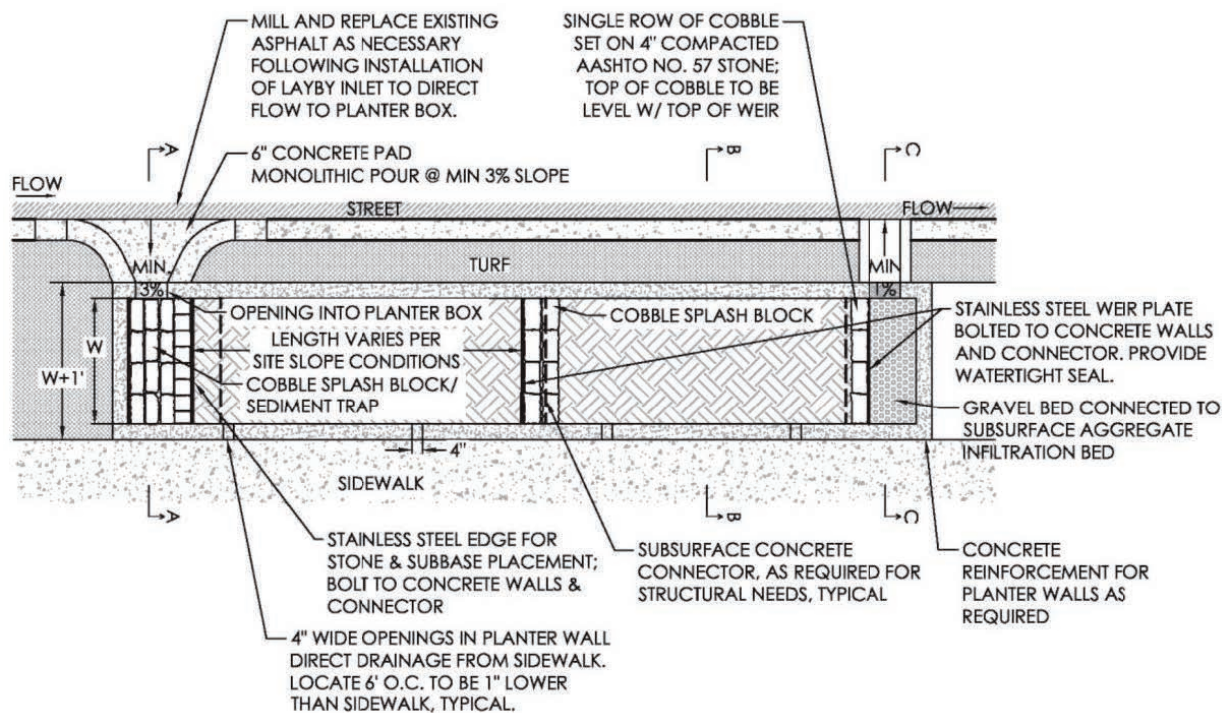 MILL AND REPLACE EXISTING
ASPHALT AS NECESSARY
FOLLOWING INSTALLATION
OF LAYBY INLET TO DIRECT
FLOW TO PLANTER BOX.
SINGLE ROW OF COBBLE
SET ON 4" COMPACTED
AASHTO NO. 57 STONE;
TOP OF COBBLE TO BE
LEVEL W/ TOP OF WEIR
A
6" CONCRETE PAD
MONOLITHIC POUR @ MIN 3% SLOPE
B
C
FLOW
STREET
FLOW
MIN.
3%
TURF
MIN
1%
OPENING INTO PLANTER BOX
COBBLE SPLASH BLOCK
W
W+1'
LENGTH VARIES PER
SITE SLOPE CONDITIONS
COBBLE SPLASH BLOCK/
SEDIMENT TRAP
STAINLESS STEEL WEIR PLATE
BOLTED TO CONCRETE WALLS
AND CONNECTOR. PROVIDE
WATERTIGHT SEAL.
GRAVEL BED CONNECTED TO
SUBSURFACE AGGREGATE
INFILTRATION BED
4"
SIDEWALK
A
B
C
STAINLESS STEEL EDGE FOR
STONE & SUBBASE PLACEMENT;
BOLT TO CONCRETE WALLS &
CONNECTOR
SUBSURFACE CONCRETE
CONNECTOR, AS REQUIRED FOR
STRUCTURAL NEEDS, TYPICAL
CONCRETE
REINFORCEMENT FOR
PLANTER WALLS AS
REQUIRED
4" WIDE OPENINGS IN PLANTER WALL
DIRECT DRAINAGE FROM SIDEWALK.
LOCATE 6' O.C. TO BE 1" LOWER
THAN SIDEWALK, TYPICAL.